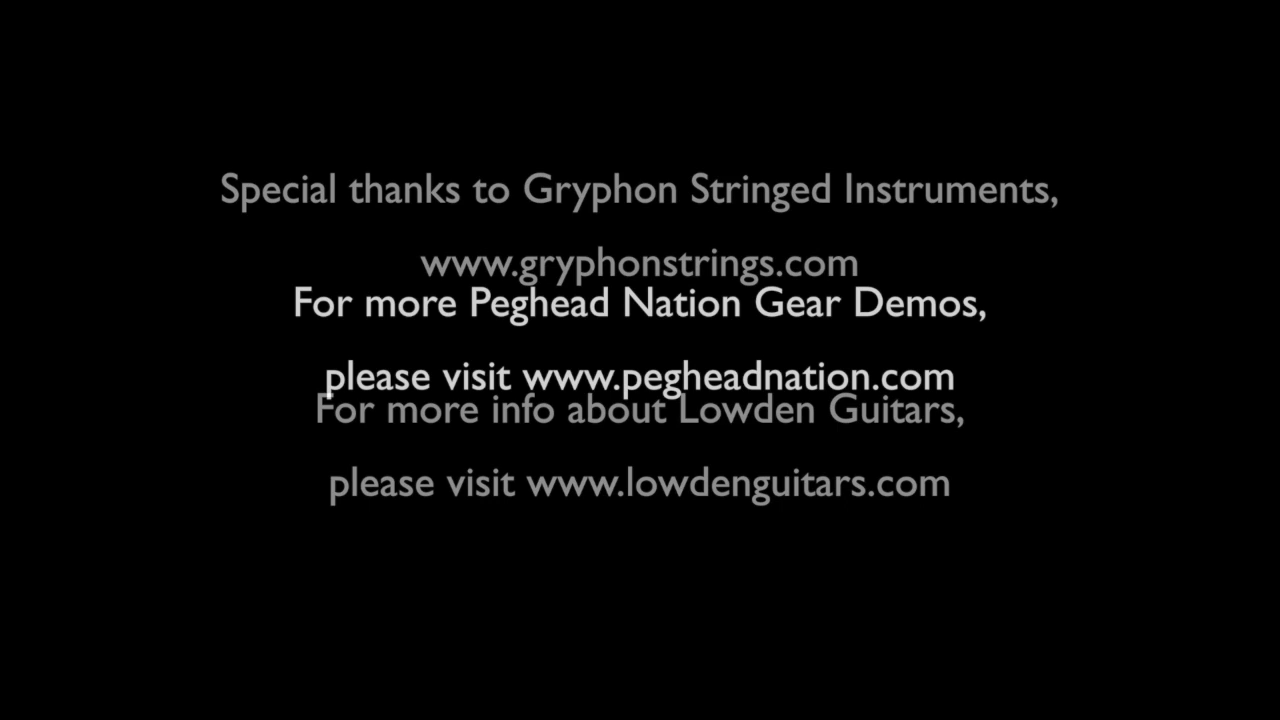 Special thanks to Gryphon Stringed Instruments,
www.gryphonstrings.com
For more Peghead Nation Gear Demos,
please visit www.pegheadnation.com
For more info about Lowden Guitars,
please visit www.lowdenguitars.com